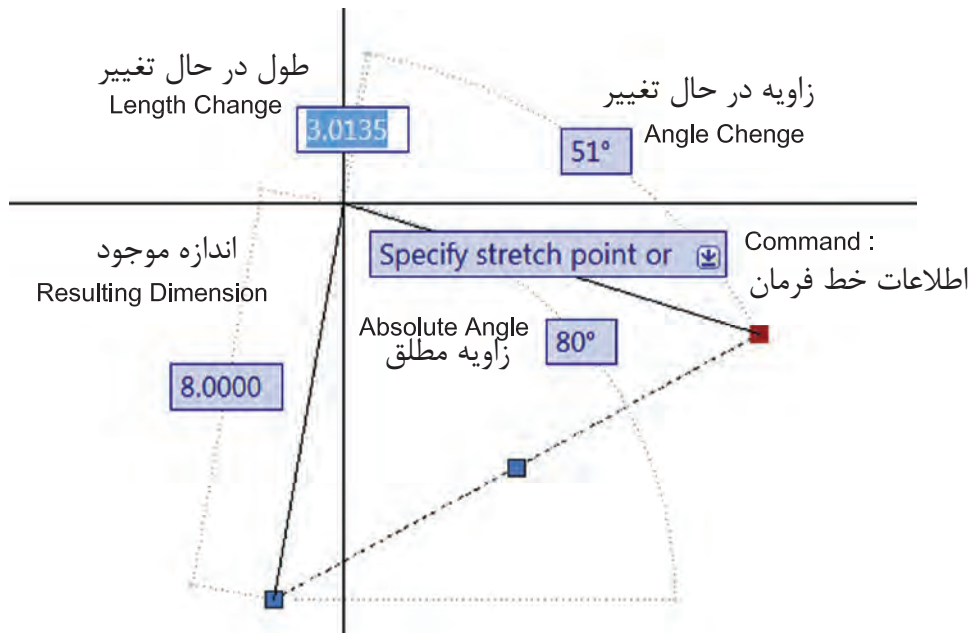 طول در حال تغییر
Length Change
3.0135
زاویه در حال تغییر
Angle Chenge
51°
اندازه موجود
Resulting Dimension
Specify stretch point or
Command :
اطلاعات خط فرمان
Absolute Angle
زاویه مطلق
80°
8.0000